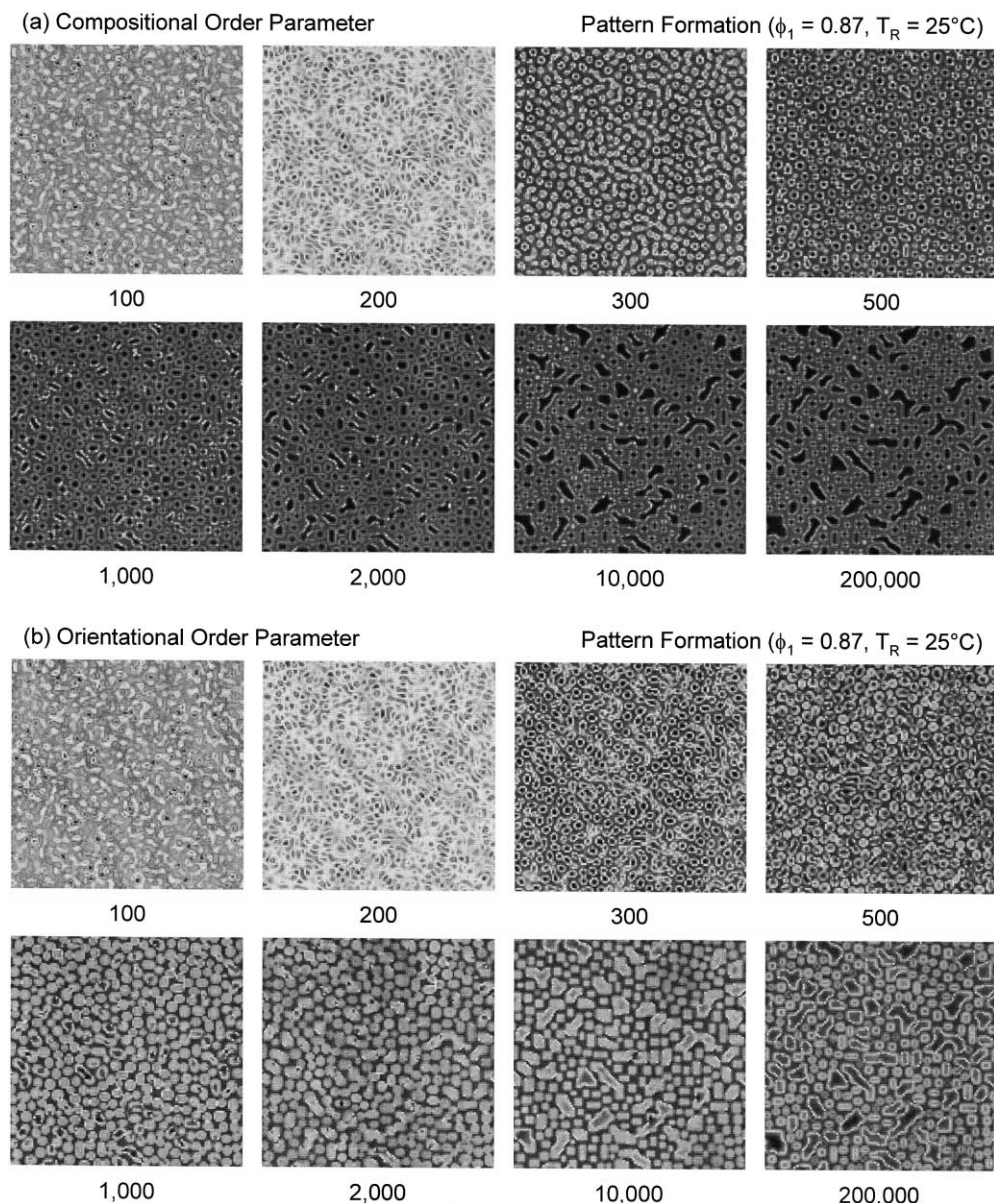 (a) Compositional Order Parameter Pattern Formation (ϕ₁ = 0.87, T_R = 25°C)
100 200 300 500
1,000 2,000 10,000 200,000
(b) Orientational Order Parameter Pattern Formation (ϕ₁ = 0.87, T_R = 25°C)
100 200 300 500
1,000 2,000 10,000 200,000